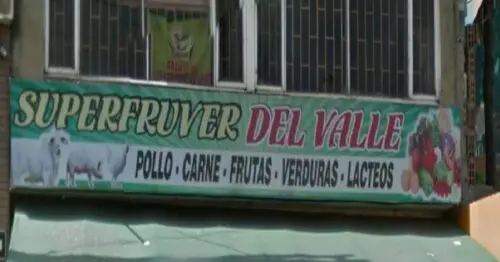 SUPERFRUVER DEL VALLE
POLLO - CARNE - FRUTAS - VERDURAS - LACTEOS